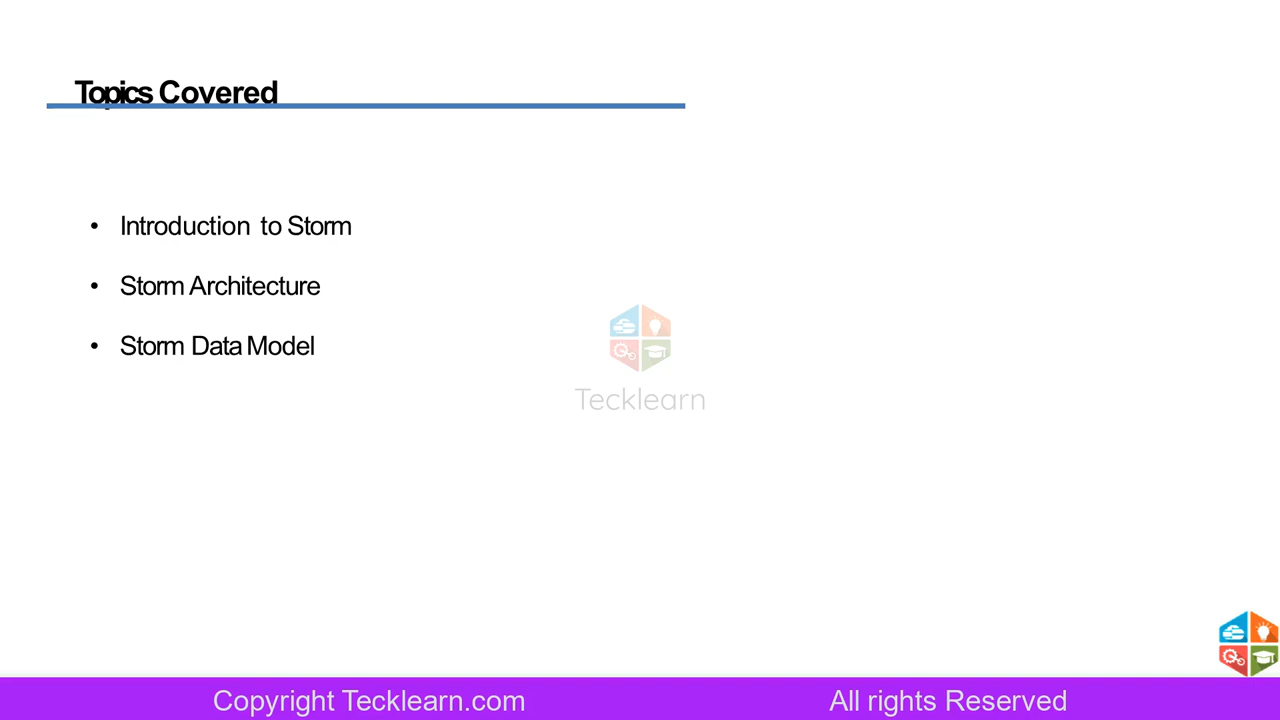 Topics Covered
• Introduction to Storm
• Storm Architecture
• Storm Data Model
Tecklearn
Copyright Tecklearn.com All rights Reserved